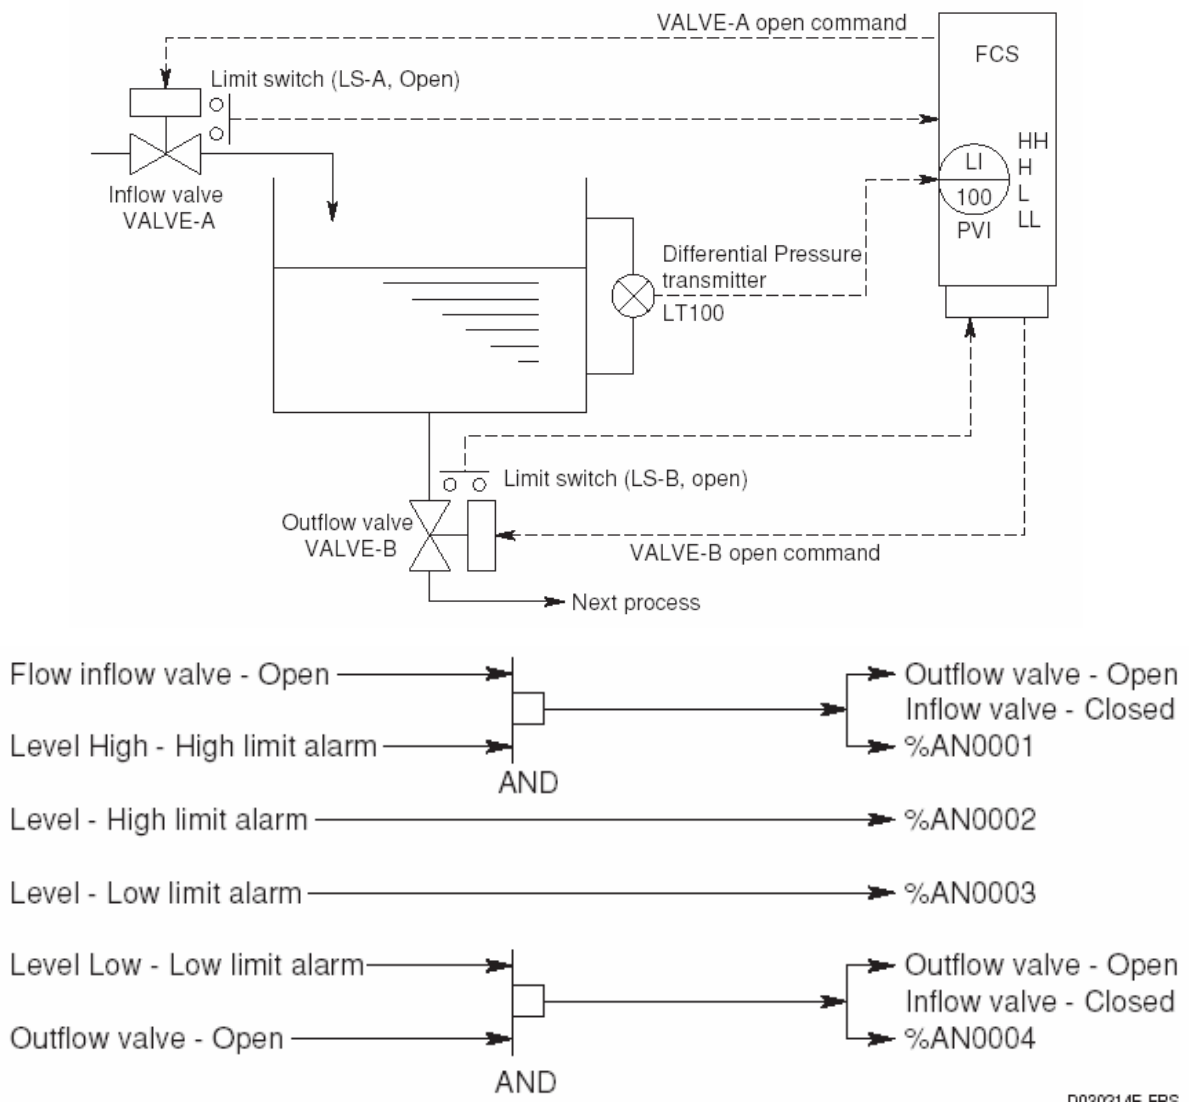 VALVE-A open command
FCS
Limit switch (LS-A, Open)
HH
H
L
LL
LI
100
PVI
Inflow valve
VALVE-A
Differential Pressure
transmitter
LT100
Limit switch (LS-B, open)
Outflow valve
VALVE-B
VALVE-B open command
Next process
Flow inflow valve - Open
Outflow valve - Open
Inflow valve - Closed
Level High - High limit alarm
%AN0001
AND
Level - High limit alarm
%AN0002
Level - Low limit alarm
%AN0003
Level Low - Low limit alarm
Outflow valve - Open
Inflow valve - Closed
Outflow valve - Open
%AN0004
AND